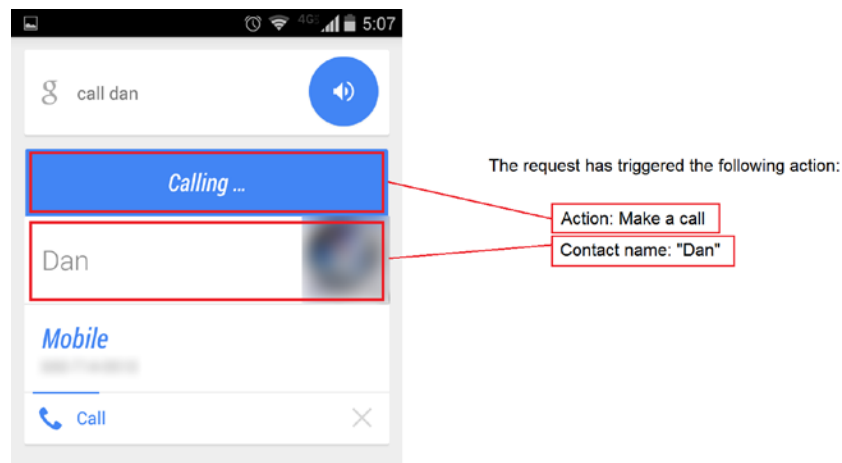 4GE 5:07
g call dan
Calling ...
Dan
Mobile
Call
The request has triggered the following action:
Action: Make a call
Contact name: "Dan"